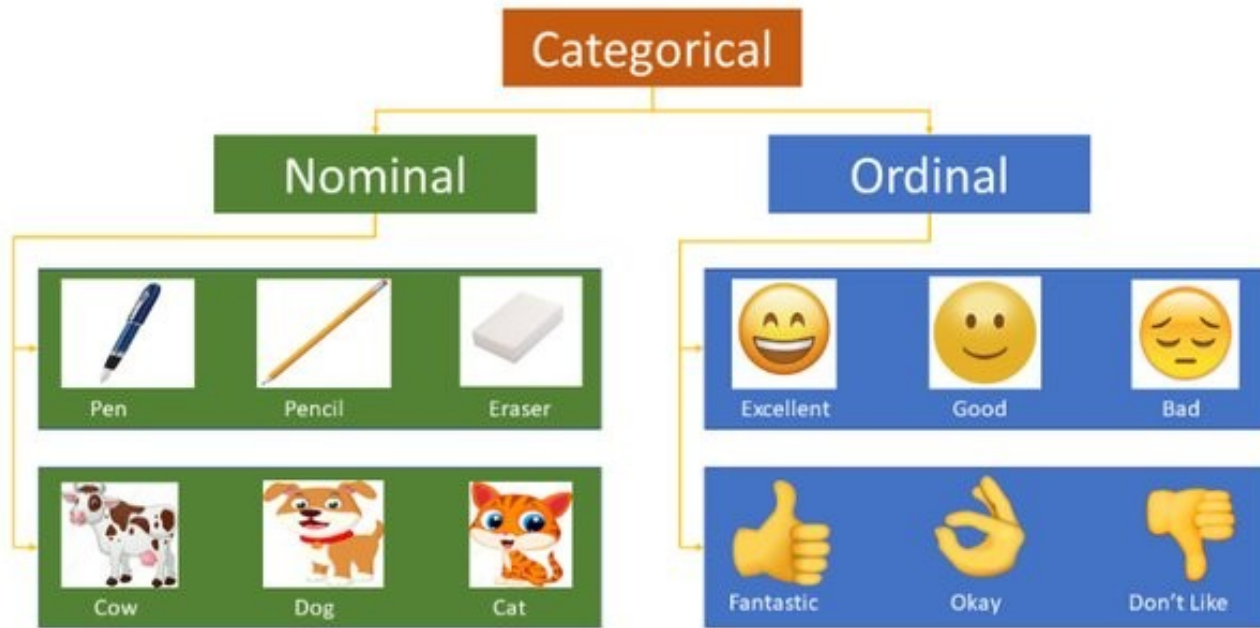 Categorical
Nominal
Ordinal
Pen
Pencil
Eraser
Excellent
Good
Bad
Cow
Dog
Cat
Fantastic
Okay
Don't Like